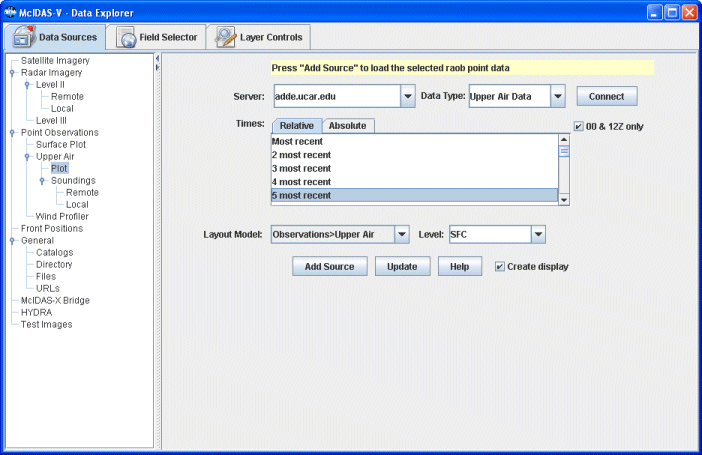 McIDAS-V - Data Explorer
Data Sources Field Selector Layer Controls
Satellite Imagery
Radar Imagery
Level II
Remote
Local
Level III
Point Observations
Surface Plot
Upper Air
Plot
Soundings
Remote
Local
Wind Profiler
Front Positions
General
Catalogs
Directory
Files
URLs
McIDAS-X Bridge
HYDRA
Test Images
Press "Add Source" to load the selected raob point data
Server: adde.ucar.edu Data Type: Upper Air Data Connect
Times: Relative Absolute 00 & 12Z only
Most recent
2 most recent
3 most recent
4 most recent
5 most recent
Layout Model: Observations>Upper Air Level: SFC
Add Source Update Help Create display